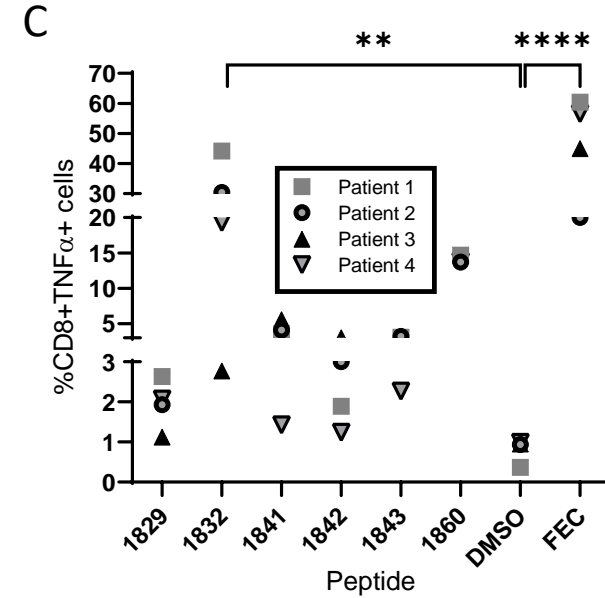 C
** ****
70
60
50
40
30
20
15
10
5
3
2
1
0
%CD8+TNFα+ cells
Patient 1
Patient 2
Patient 3
Patient 4
1829 1832 1841 1842 1843 1860 DMSO FEC
Peptide